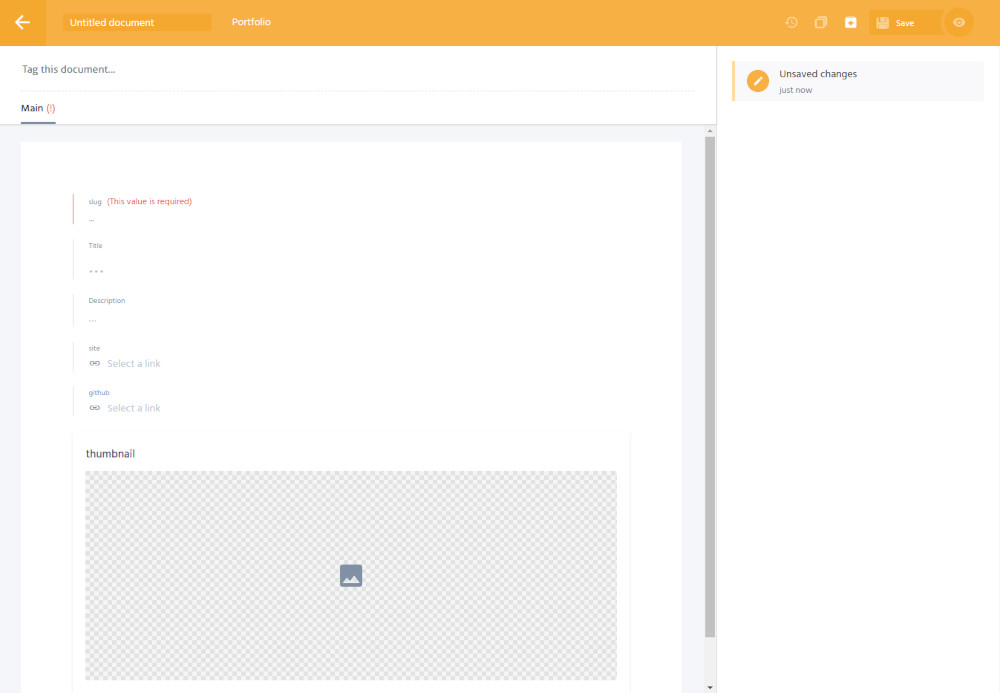 Untitled document
Portfolio
Save
Tag this document...
Main (!)
Unsaved changes
just now
slug (This value is required)
...
Title
...
Description
...
site
Select a link
github
Select a link
thumbnail